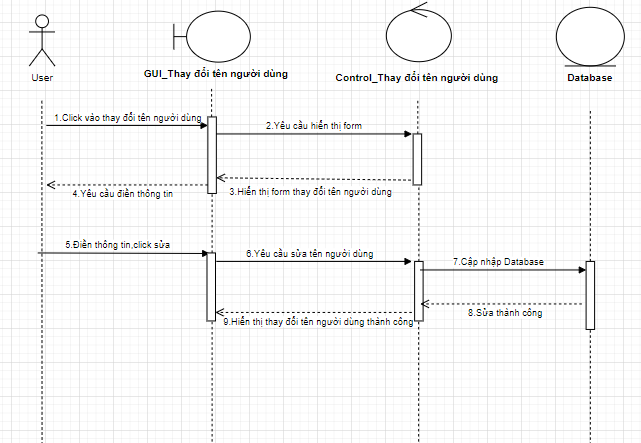 User
GUI_Thay đổi tên người dùng
Control_Thay đổi tên người dùng
Database
1.Click vào thay đổi tên người dùng
2.Yêu cầu hiển thị form
3.Hiển thị form thay đổi tên người dùng
4.Yêu cầu điền thông tin
5.Điền thông tin,click sửa
6.Yêu cầu sửa tên người dùng
7.Cập nhập Database
8.Sửa thành công
9.Hiển thị thay đổi tên người dùng thành công